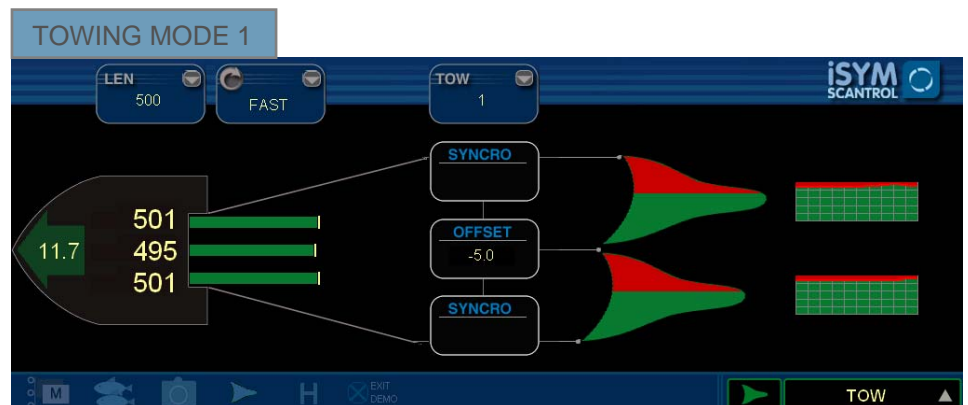 TOWING MODE 1
LEN
500
FAST
TOW
1
iSYM
SCANTROL
SYNCRO
501
11.7
495
501
OFFSET
-5.0
SYNCRO
M
H
EXIT
DEMO
TOW